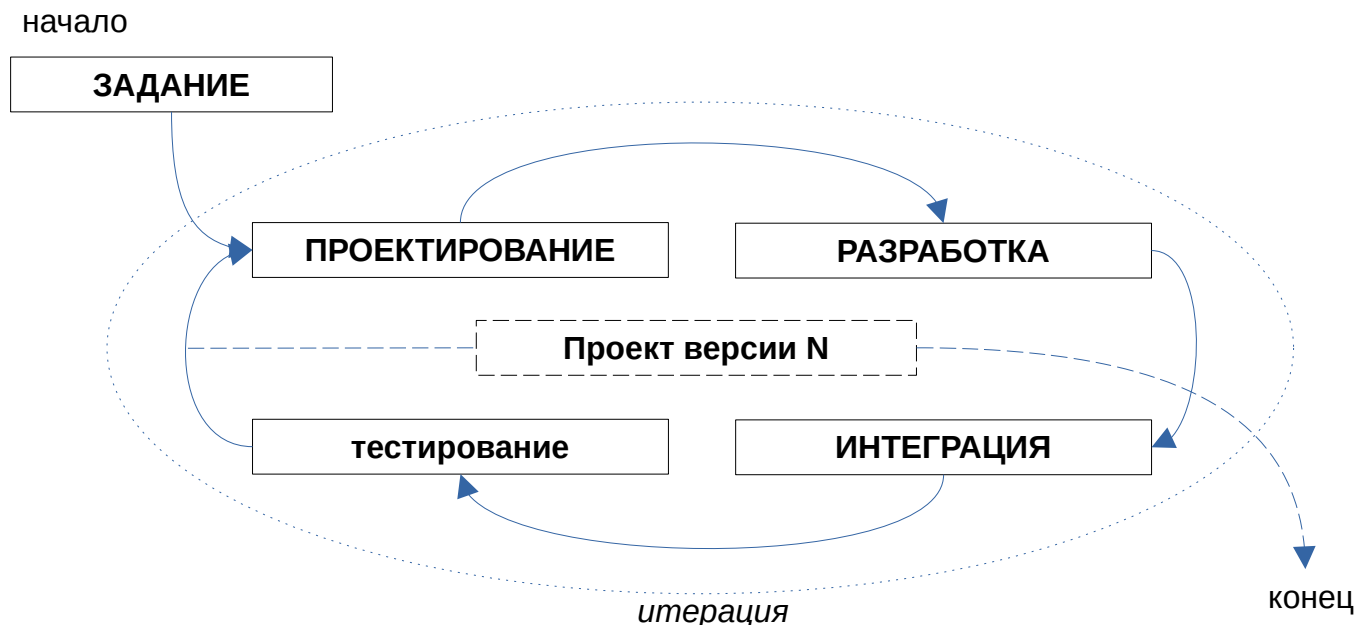 начало
ЗАДАНИЕ
ПРОЕКТИРОВАНИЕ
РАЗРАБОТКА
Проект версии N
тестирование
ИНТЕГРАЦИЯ
итерация
конец